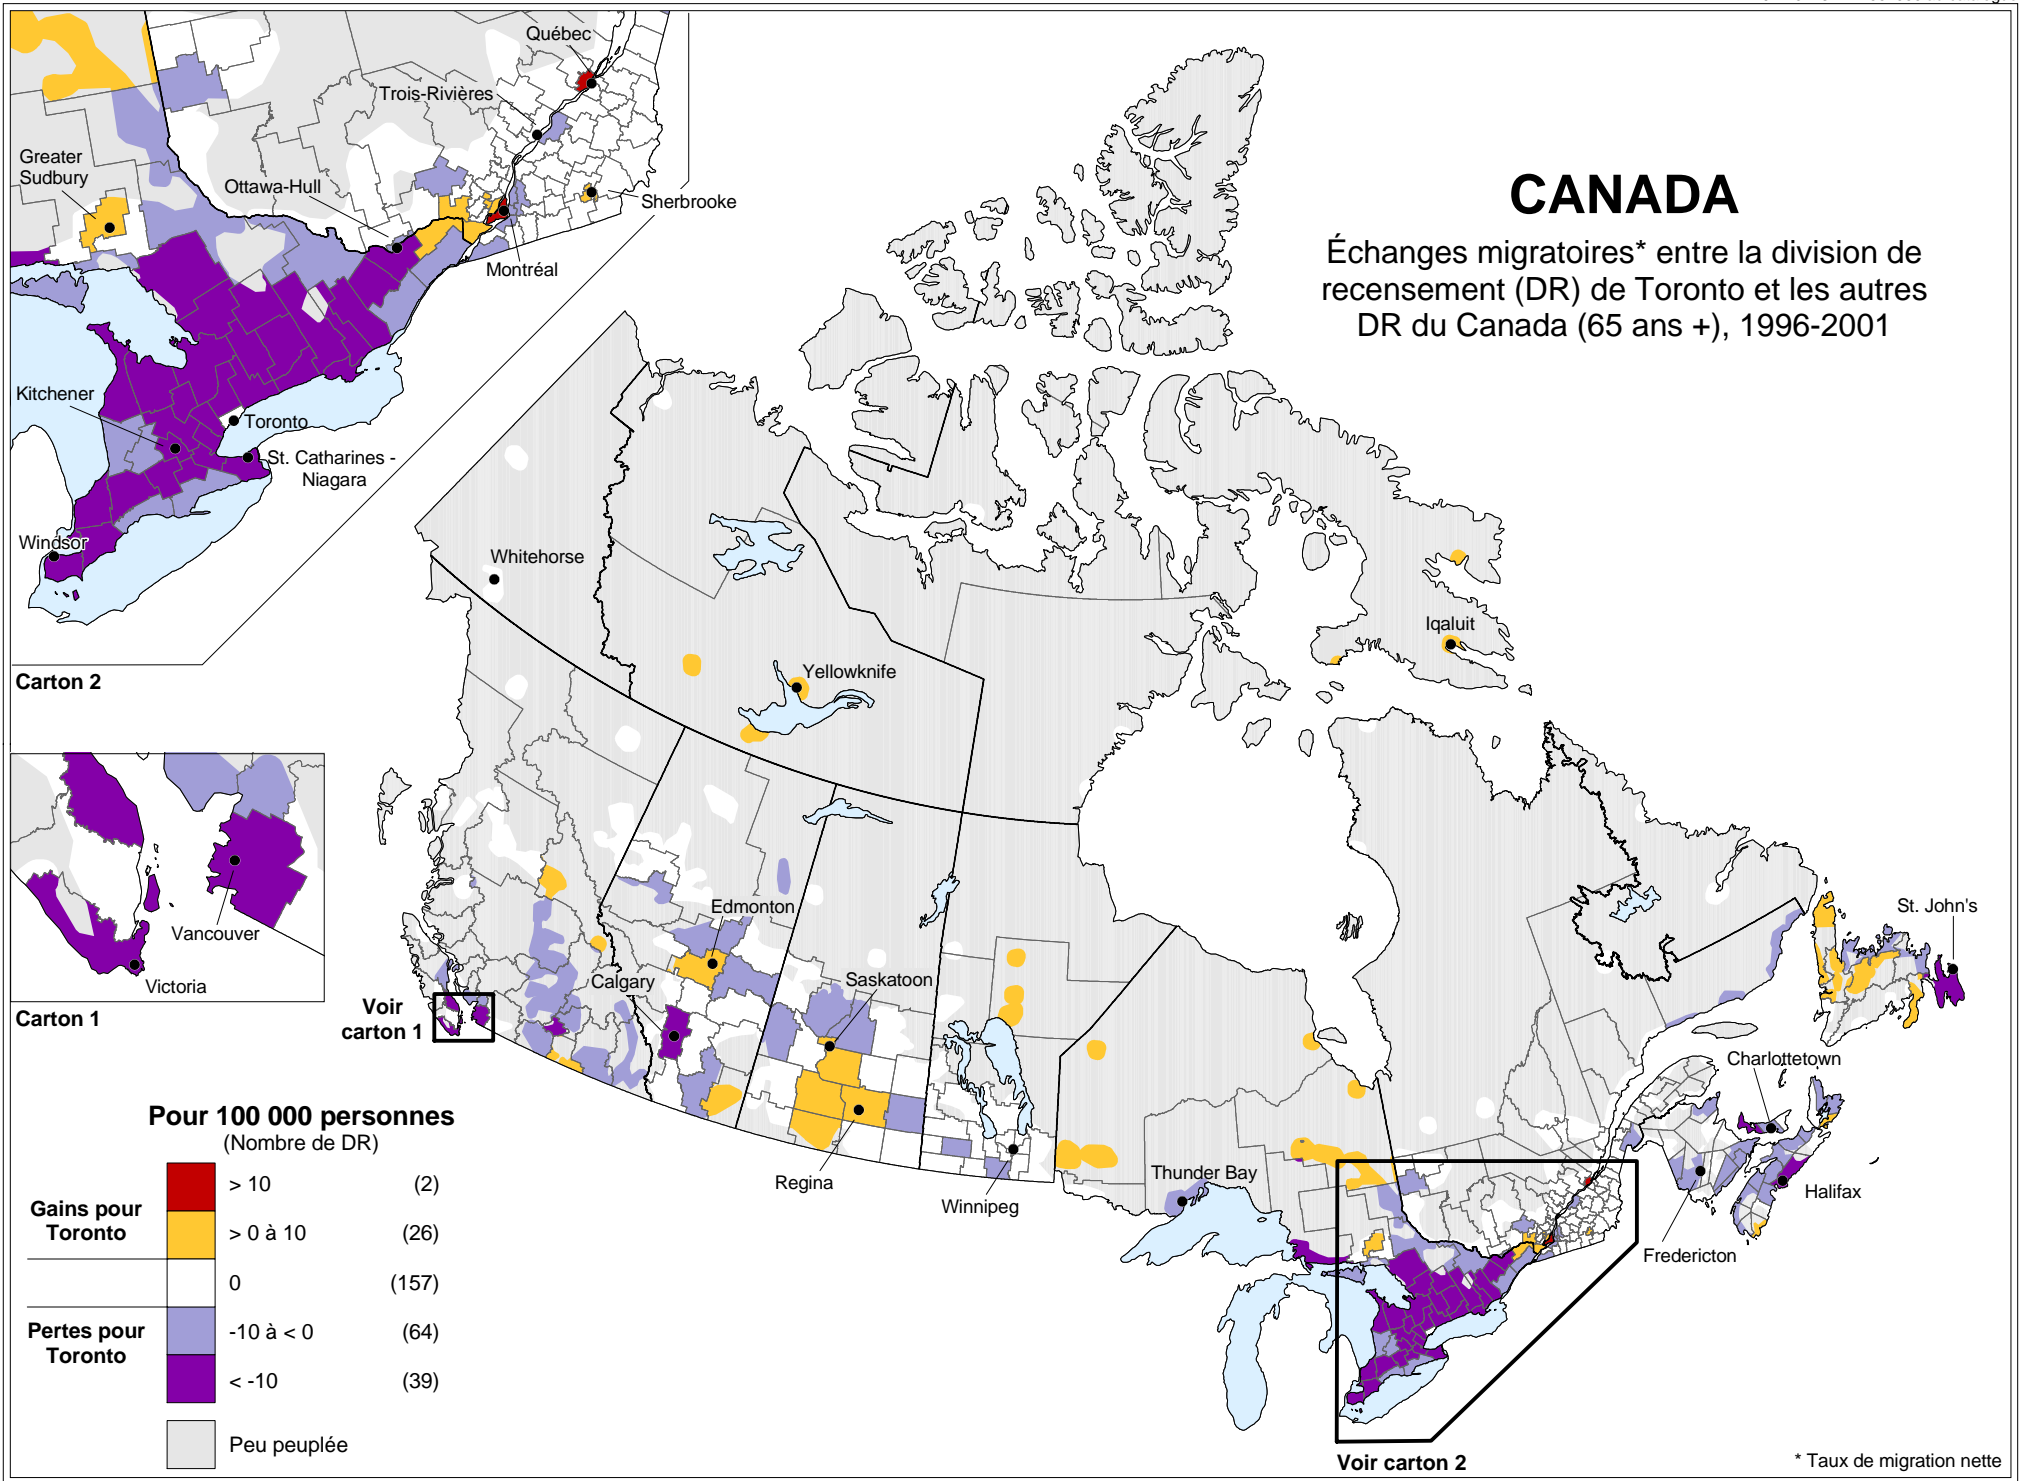 CANADA
Échanges migratoires* entre la division de
recensement (DR) de Toronto et les autres
DR du Canada (65 ans +), 1996-2001
Québec
Trois-Rivières
Greater
Sudbury
Ottawa-Hull
Sherbrooke
Montréal
Kitchener
Toronto
St. Catharines -
Niagara
Windsor
Carton 2
Vancouver
Victoria
Carton 1
Voir
carton 1
Whitehorse
Yellowknife
Iqaluit
Edmonton
Calgary
Saskatoon
Regina
Winnipeg
Thunder Bay
St. John's
Charlottetown
Halifax
Fredericton
Pour 100 000 personnes
(Nombre de DR)
Gains pour
Toronto
> 10 (2)
> 0 à 10 (26)
0 (157)
Pertes pour
Toronto
-10 à < 0 (64)
< -10 (39)
Peu peuplée
Voir carton 2
* Taux de migration nette